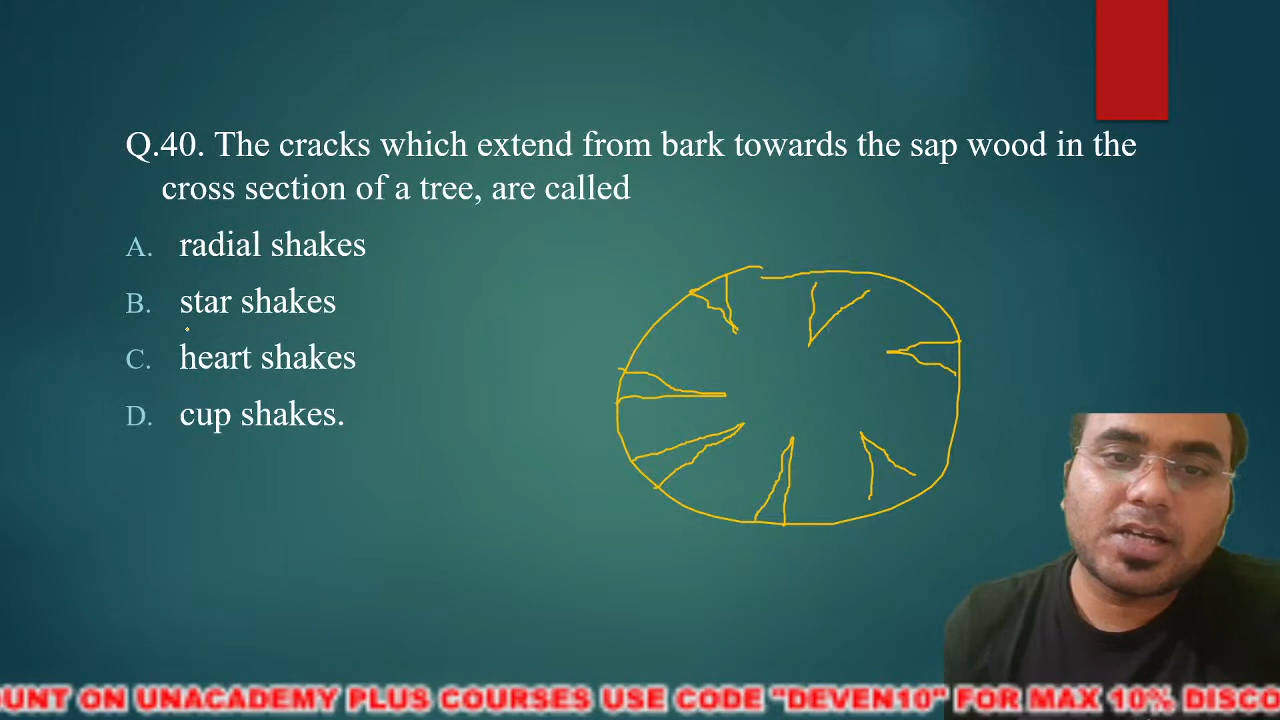 Q.40. The cracks which extend from bark towards the sap wood in the
cross section of a tree, are called
A. radial shakes
B. star shakes
C. heart shakes
D. cup shakes.
OUNT ON UNACADEMY PLUS COURSES USE CODE "DEVEN10" FOR MAX 10% DISCO